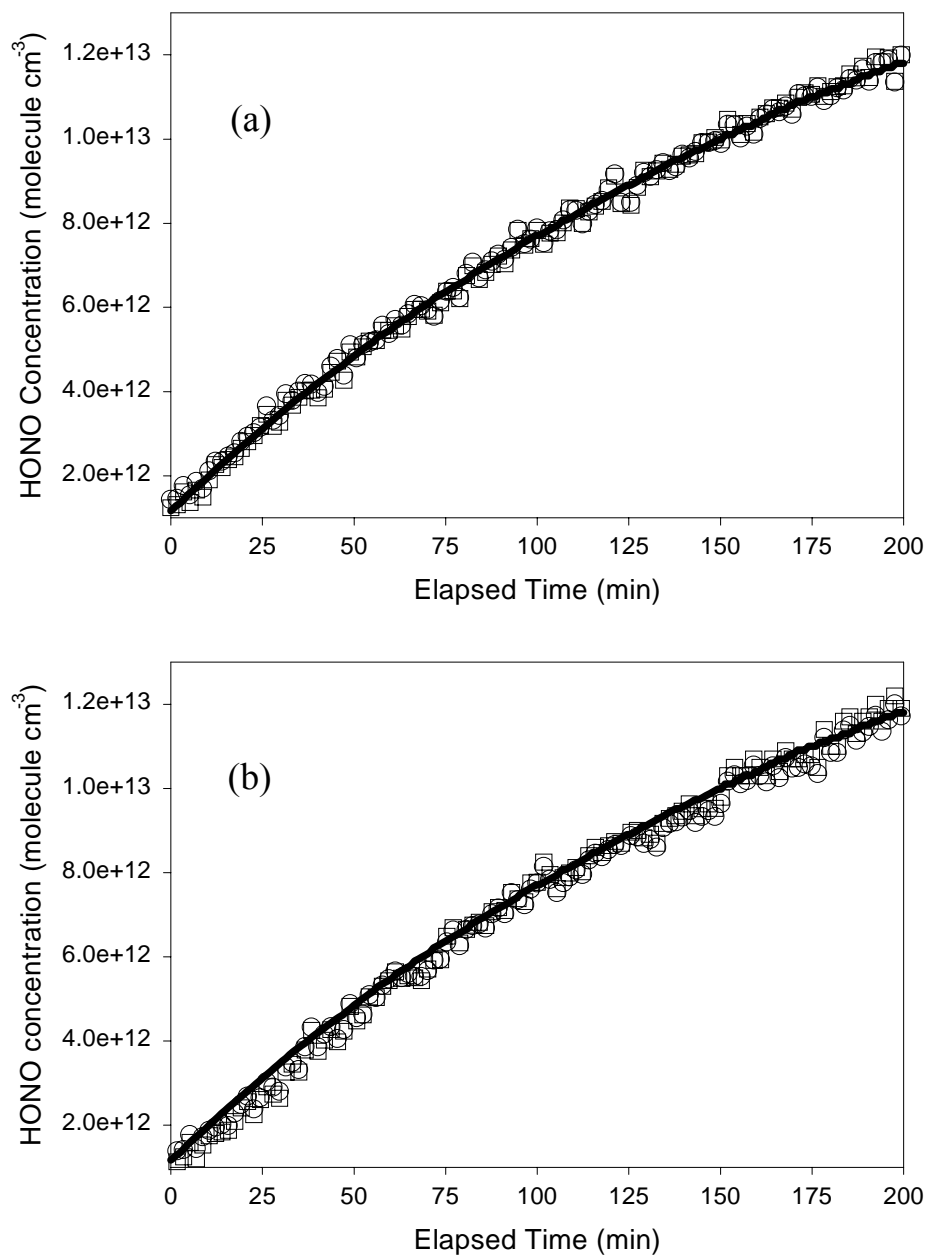 HONO Concentration (molecule cm-3)
1.2e+13
1.0e+13
8.0e+12
6.0e+12
4.0e+12
2.0e+12
(a)
0 25 50 75 100 125 150 175 200
Elapsed Time (min)
HONO concentration (molecule cm-3)
1.2e+13
1.0e+13
8.0e+12
6.0e+12
4.0e+12
2.0e+12
(b)
0 25 50 75 100 125 150 175 200
Elapsed Time (min)